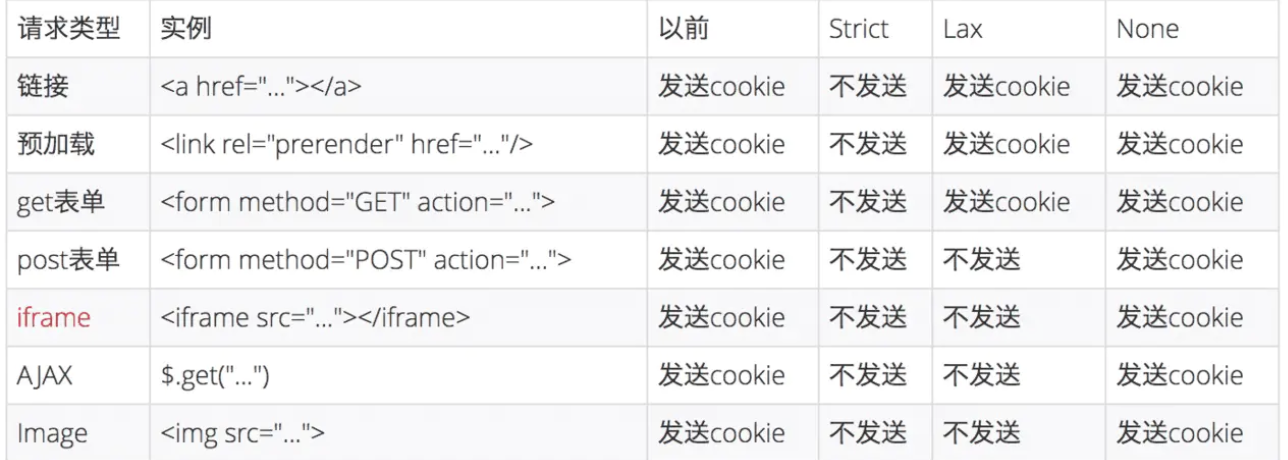 请求类型 实例 以前 Strict Lax None
链接 <a href="..."></a> 发送cookie 不发送 发送cookie 发送cookie
预加载 <link rel="prerender" href="..."/> 发送cookie 不发送 发送cookie 发送cookie
get表单 <form method="GET" action="..."> 发送cookie 不发送 发送cookie 发送cookie
post表单 <form method="POST" action="..."> 发送cookie 不发送 不发送 发送cookie
iframe <iframe src="..."></iframe> 发送cookie 不发送 不发送 发送cookie
AJAX $.get("...") 发送cookie 不发送 不发送 发送cookie
Image <img src="..."> 发送cookie 不发送 不发送 发送cookie